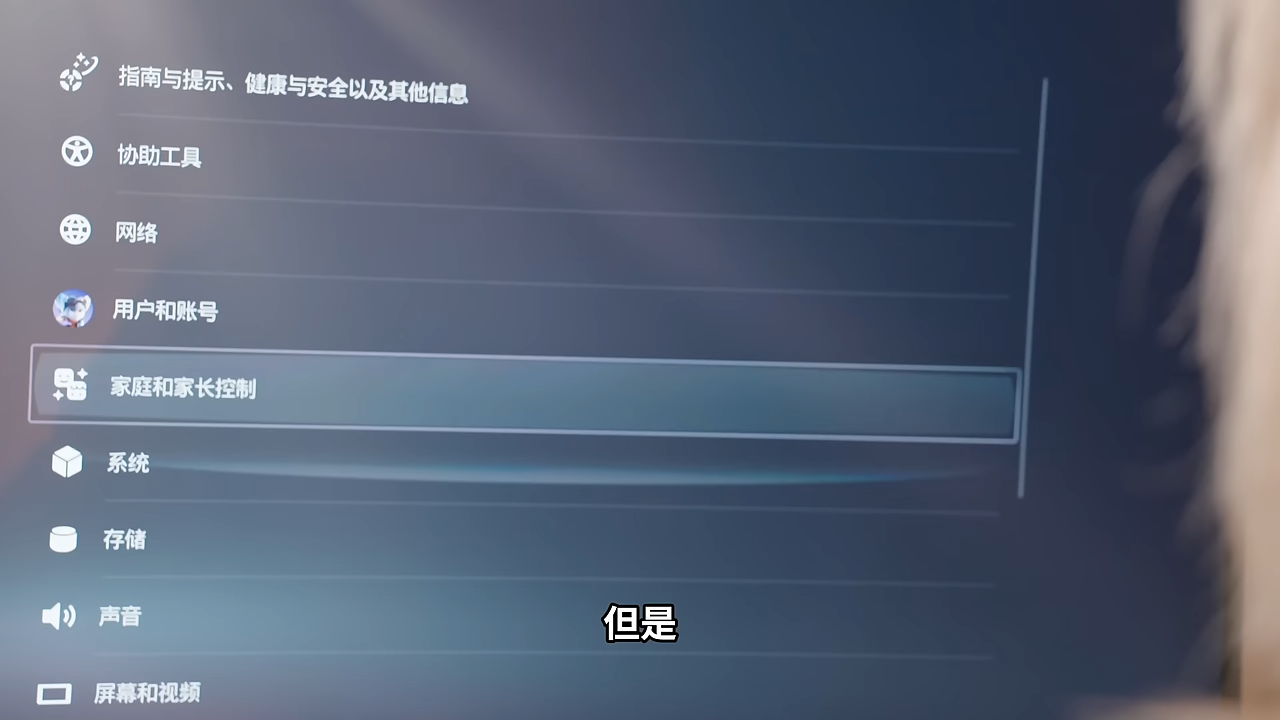 指南与提示、健康与安全以及其他信息
协助工具
网络
用户和账号
家庭和家长控制
系统
存储
声音
但是
屏幕和视频